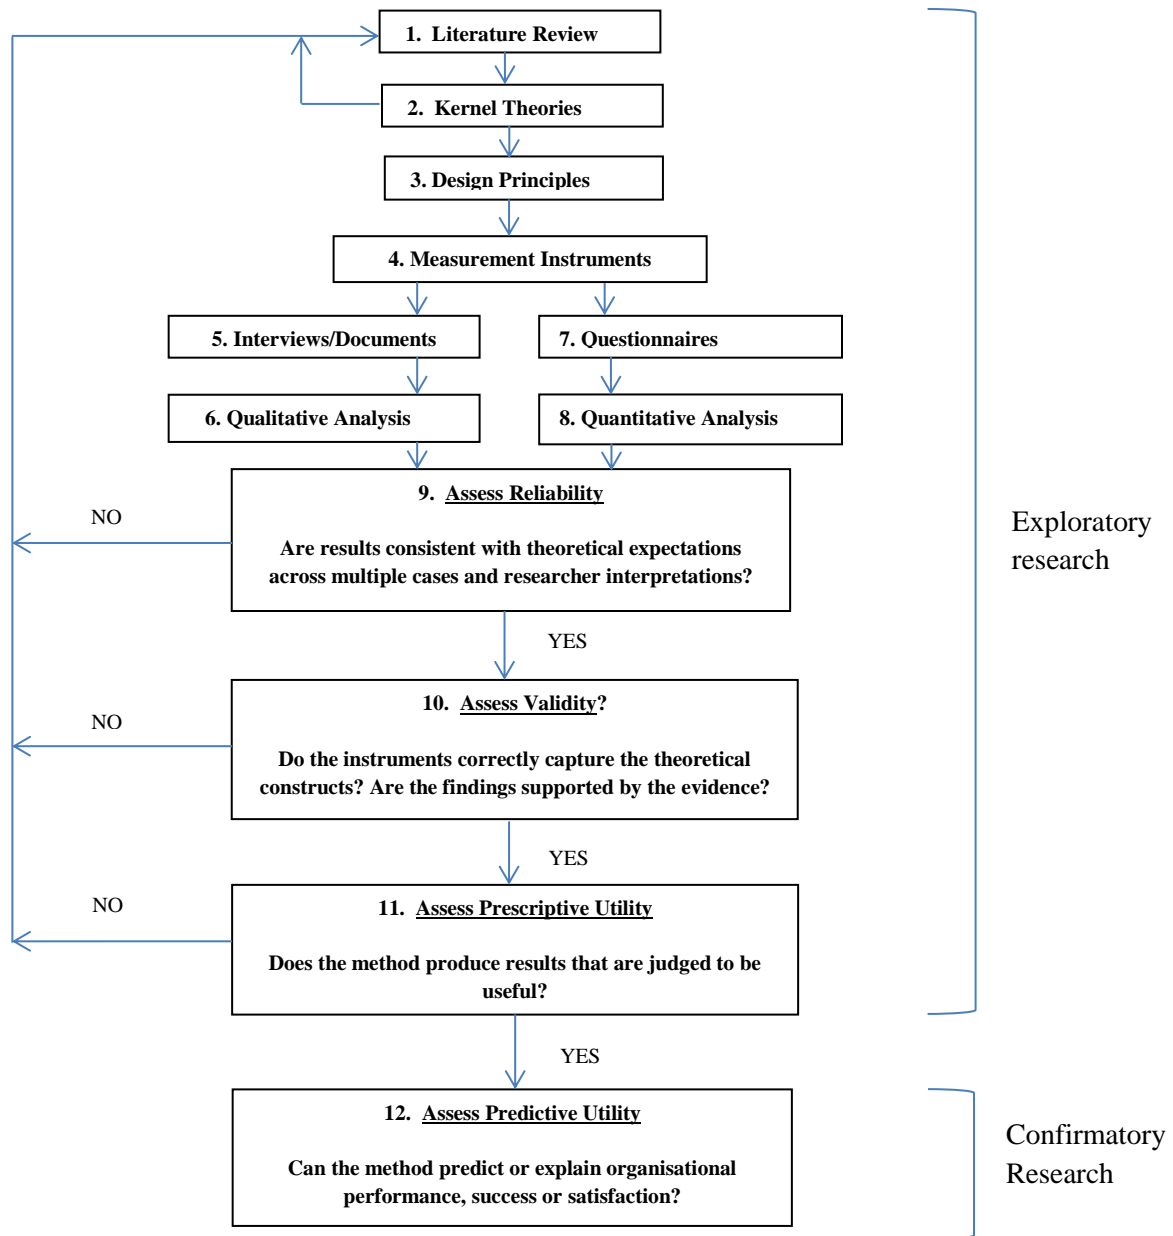 1. Literature Review
2. Kernel Theories
3. Design Principles
4. Measurement Instruments
5. Interviews/Documents
7. Questionnaires
6. Qualitative Analysis
8. Quantitative Analysis
9. Assess Reliability
Are results consistent with theoretical expectations
across multiple cases and researcher interpretations?
NO
Exploratory
research
YES
10. Assess Validity?
Do the instruments correctly capture the theoretical
constructs? Are the findings supported by the evidence?
NO
YES
11. Assess Prescriptive Utility
Does the method produce results that are judged to be
useful?
NO
YES
12. Assess Predictive Utility
Can the method predict or explain organisational
performance, success or satisfaction?
Confirmatory
Research